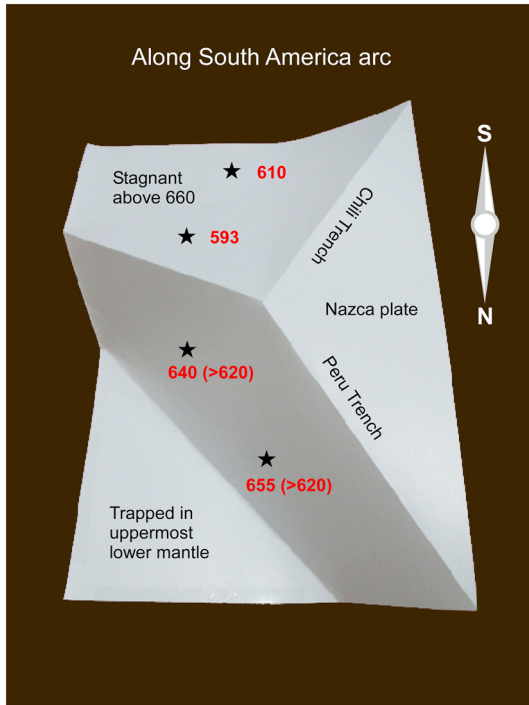 Along South America arc
S
610
Stagnant
above 660
593
Chili Trench
Nazca plate
N
640 (>620)
Peru Trench
655 (>620)
Trapped in
uppermost
lower mantle